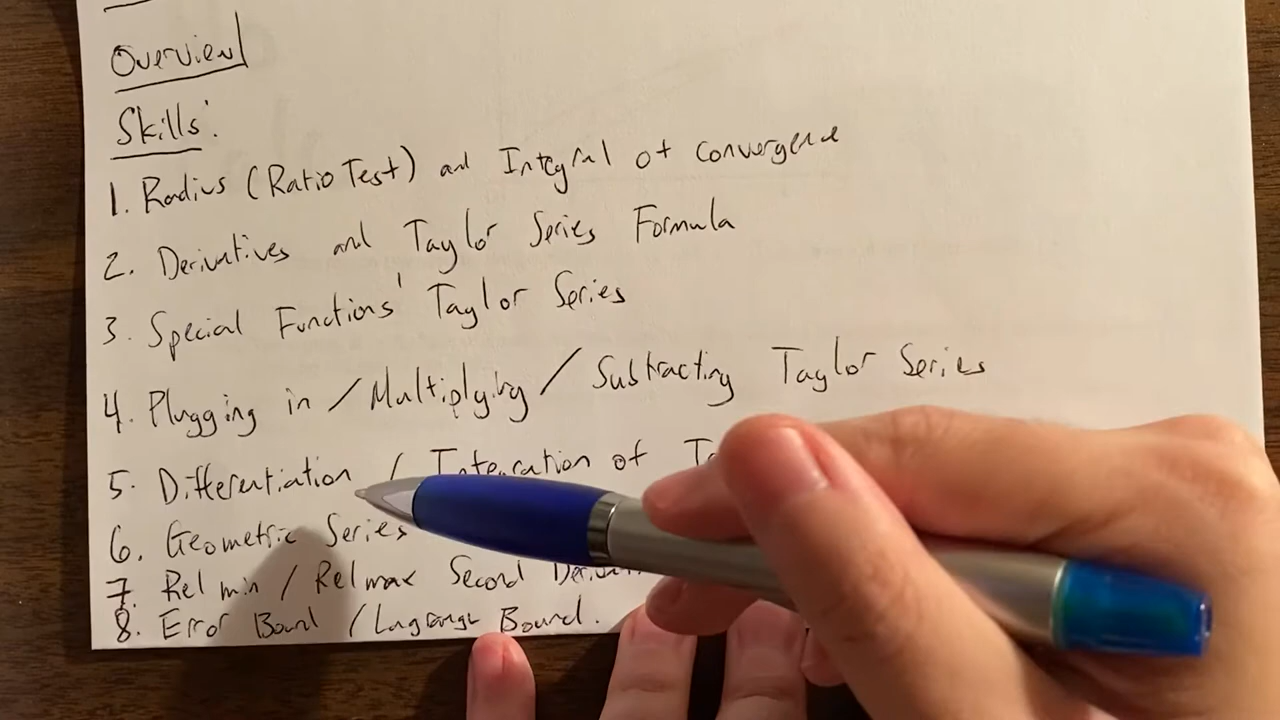 Overview
Skills:
1. Radius (Ratio Test) and Integral of Convergence
2. Derivatives and Taylor Series Formula
3. Special Functions' Taylor Series
4. Plugging in / Multiplying / Subtracting Taylor Series
5. Differentiation / Integration of
6. Geometric Series
7. Rel min / Rel max Second
8. Error Bound / Lagrange Bound.